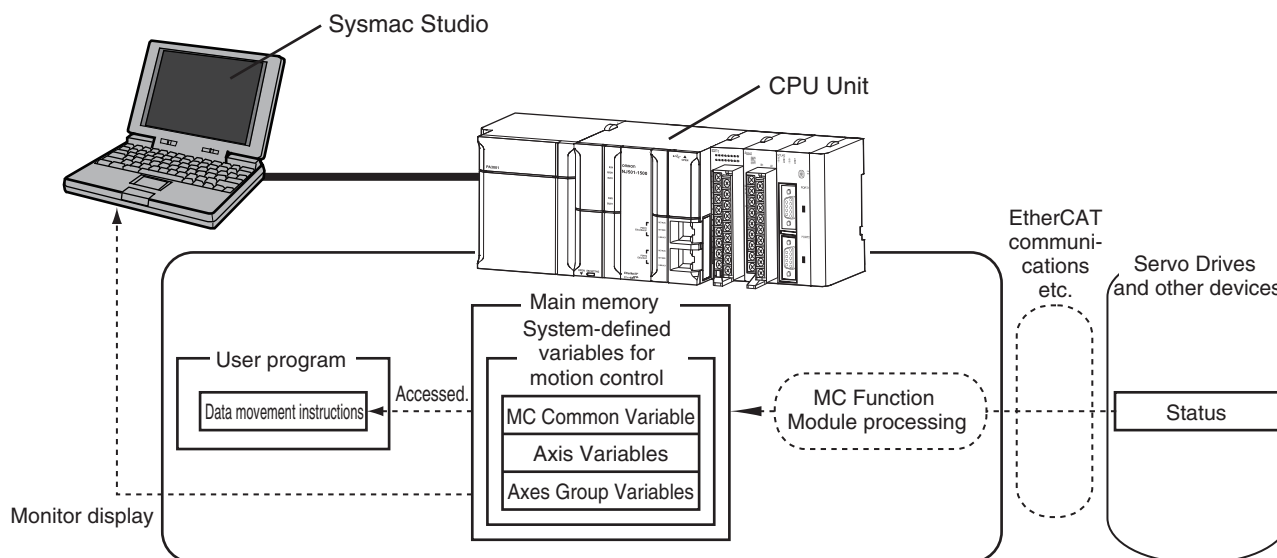 Sysmac Studio
CPU Unit
NJ501-1500
EtherCAT
communi-
cations
etc.
Servo Drives
and other devices
Main memory
System-defined
variables for
motion control
User program
Accessed.
Data movement instructions
MC Common Variable
Axis Variables
Axes Group Variables
MC Function
Module processing
Status
Monitor display